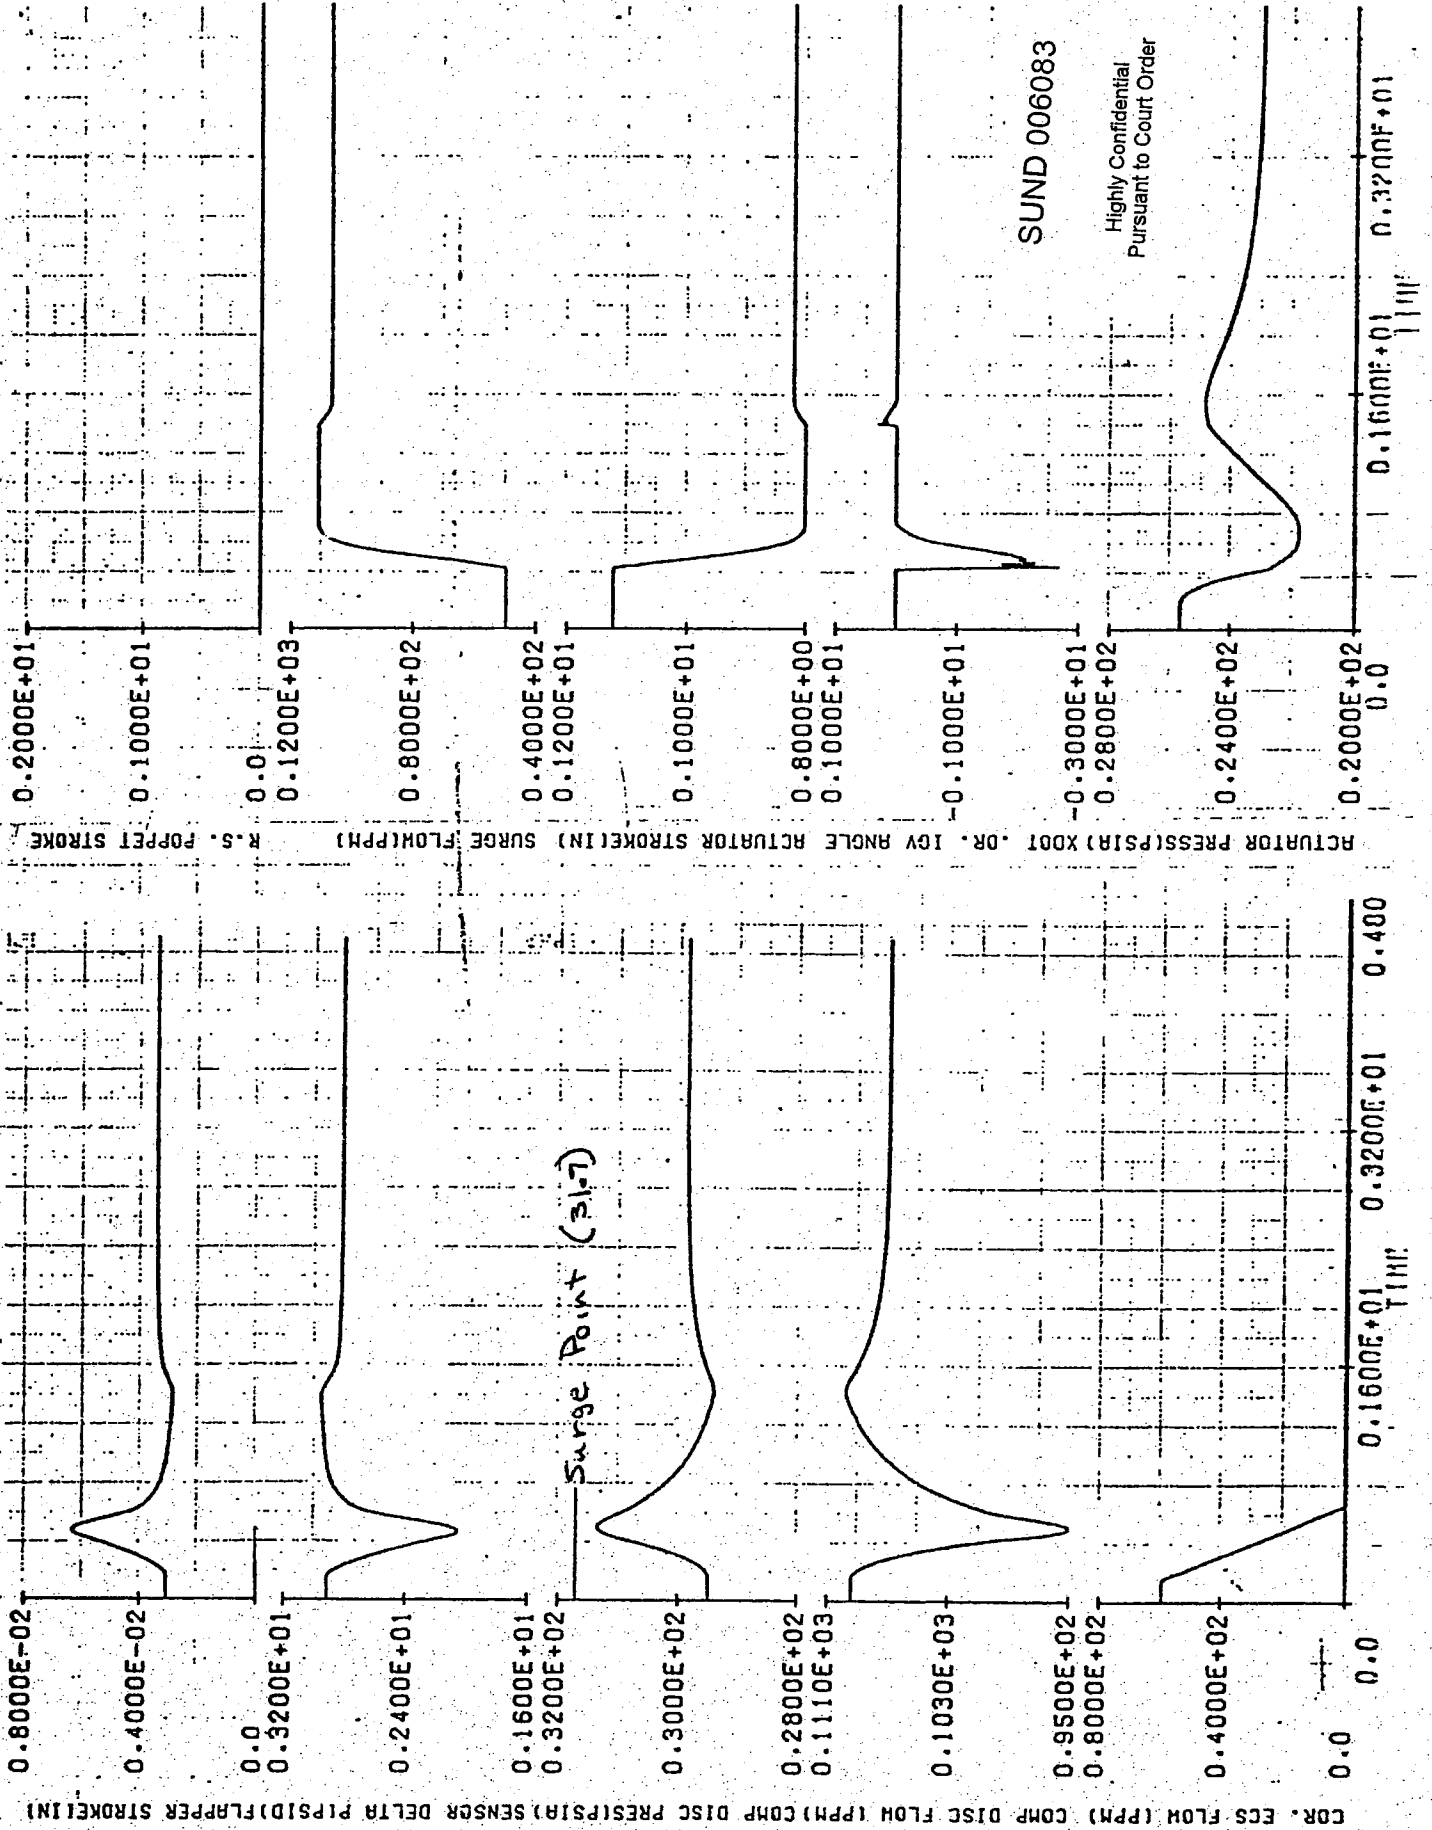 0.2000E+01
0.1000E+01
0.0
0.1200E+03
0.8000E+02
0.4000E+02
0.1200E+01
0.1000E+01
0.8000E+00
0.1000E+01
-0.1000E+01
-0.3000E+01
0.2800E+02
0.2400E+02
0.2000E+02
0.0
0.1600E+01
0.3200E+01
SUND 006083
Highly Confidential
Pursuant to Court Order
ACTUATOR PRESS(PSIA) XDOT .OR. IGV ANGLE ACTUATOR STROKE(IN) SURGE FLOW(PPM) R.S. POPPET STROKE
0.8000E-02
0.4000E-02
0.0
0.3200E+01
0.2400E+01
0.1600E+01
0.3200E+02
0.3000E+02
0.2800E+02
0.1110E+03
0.1030E+03
0.9500E+02
0.8000E+02
0.4000E+02
0.0
0.0
0.1600E+01
0.3200E+01
0.480
TIME
Surge Point (31.7)
COR. ECS FLOW (PPM) COMP DISC FLOW (PPM) COMP DISC PRES(PSIA) SENSOR DELTA P(PSID) FLAPPER STROKE(IN)